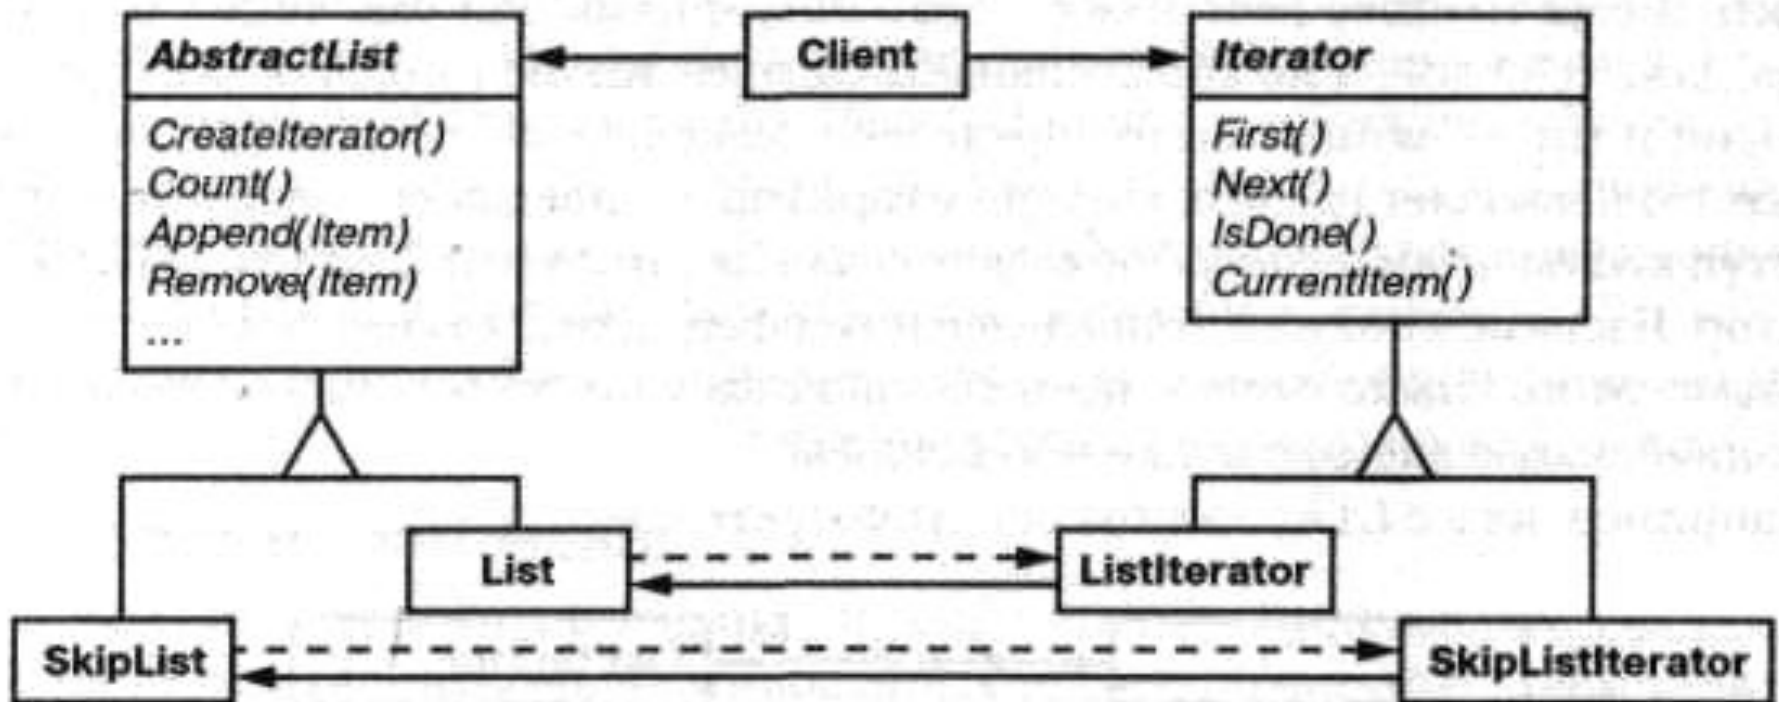 AbstractList
CreateIterator()
Count()
Append(Item)
Remove(Item)
...
Client
Iterator
First()
Next()
IsDone()
CurrentItem()
List
ListIterator
SkipList
SkipListIterator